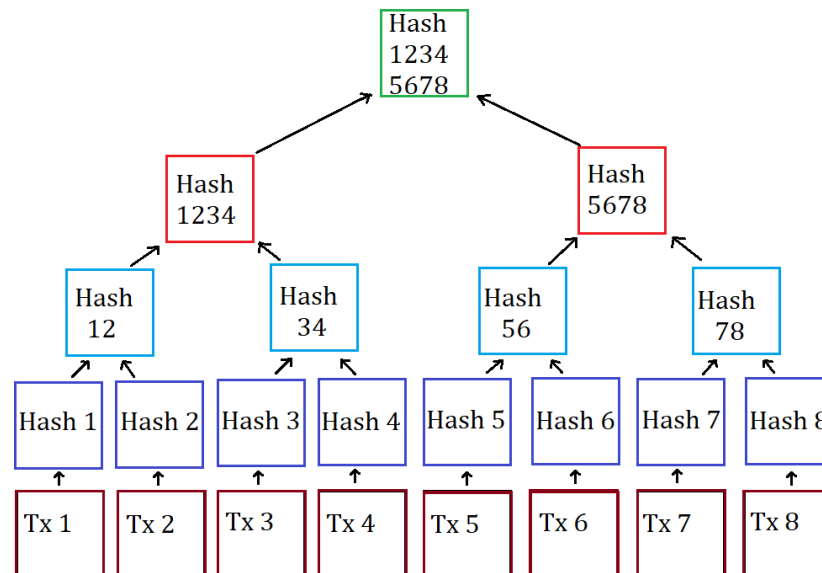 Hash
1234
5678
Hash
1234
Hash
5678
Hash
12
Hash
34
Hash
56
Hash
78
Hash 1
Hash 2
Hash 3
Hash 4
Hash 5
Hash 6
Hash 7
Hash 8
Tx 1
Tx 2
Tx 3
Tx 4
Tx 5
Tx 6
Tx 7
Tx 8